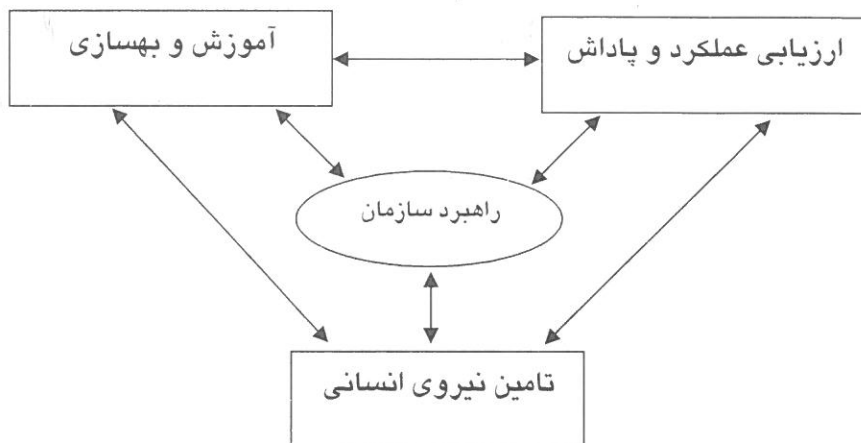 ارزیابی عملکرد و پاداش
آموزش و بهسازی
راهبرد سازمان
تامین نیروی انسانی